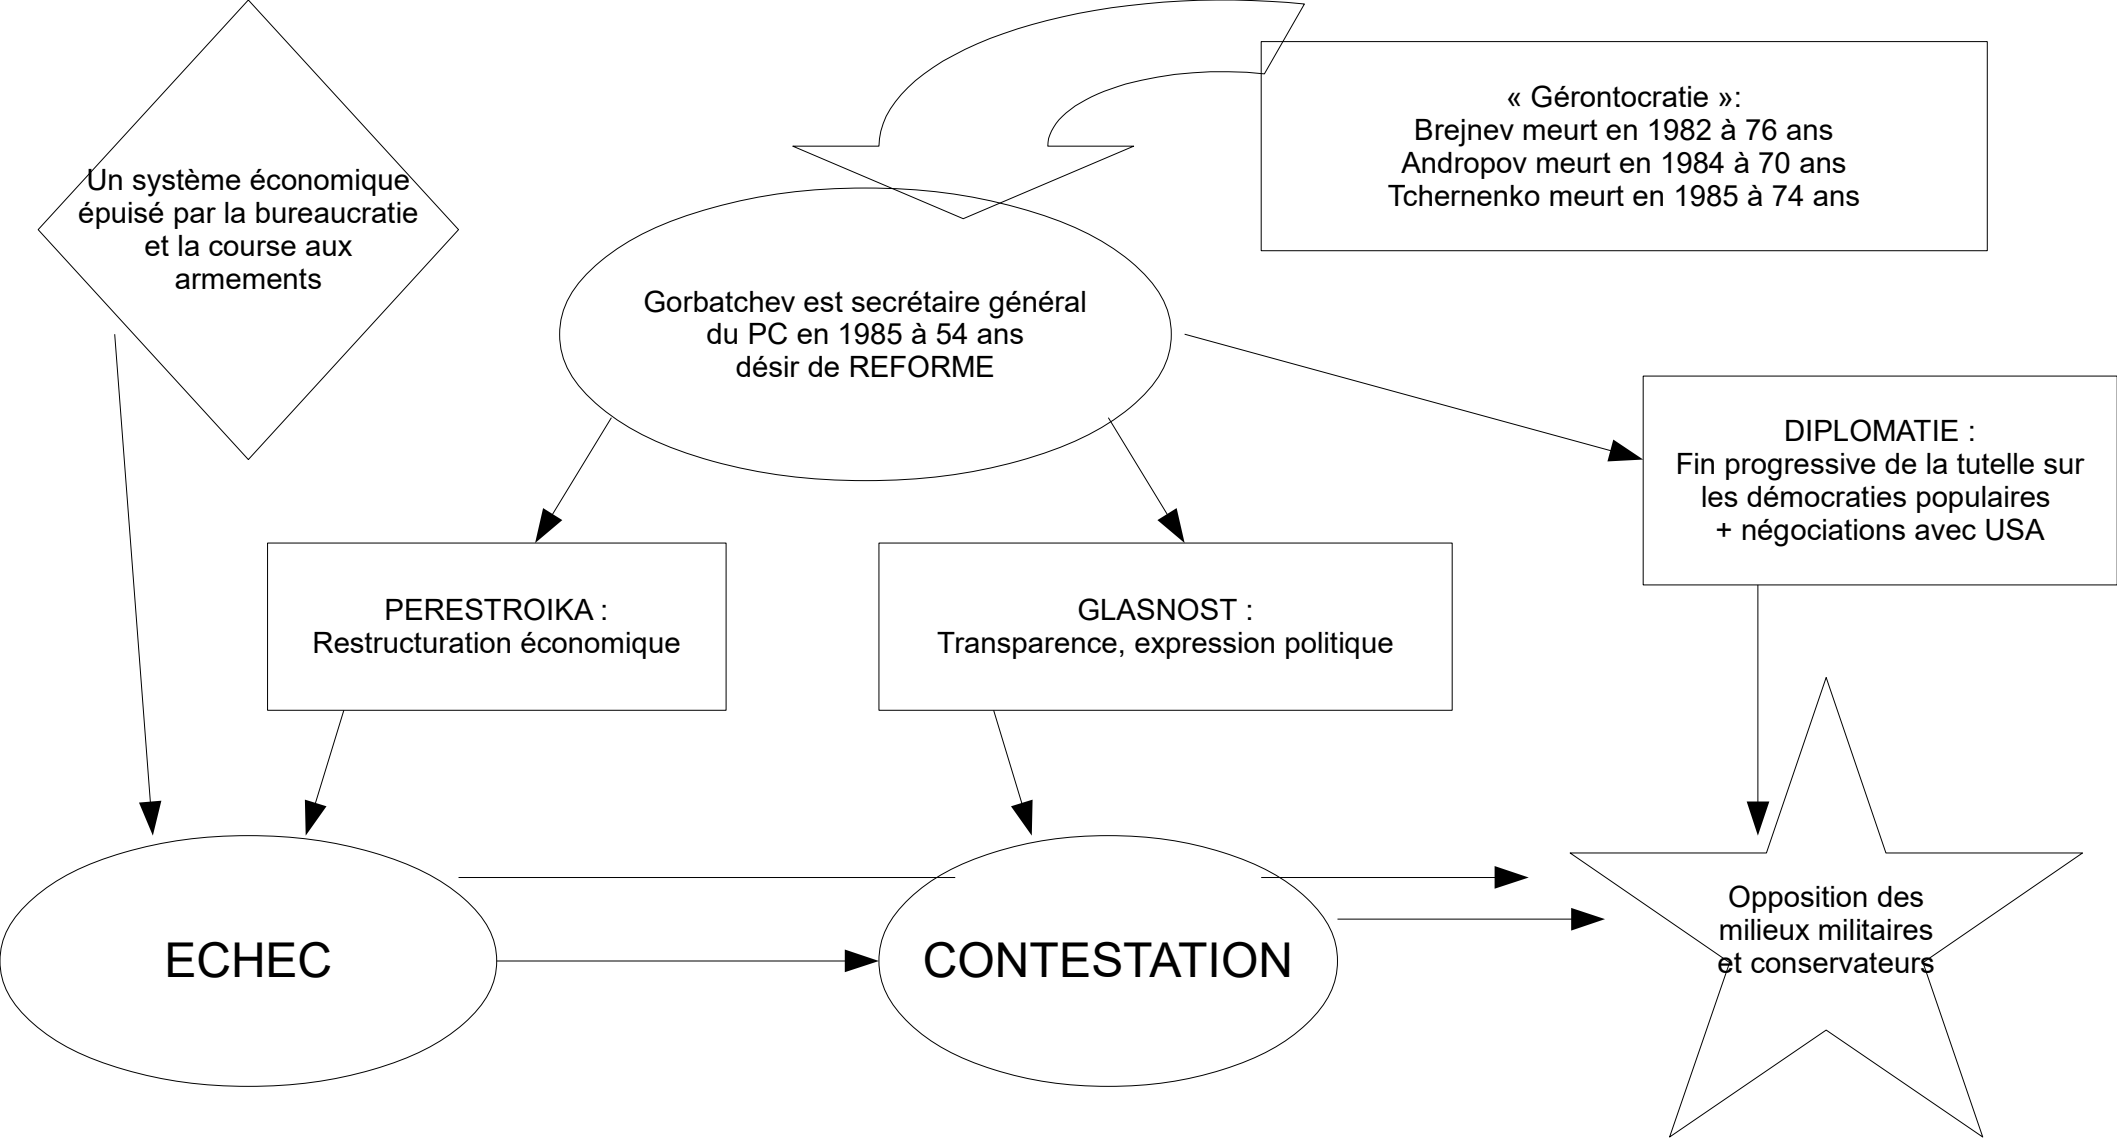 « Gérontocratie »:
Brejnev meurt en 1982 à 76 ans
Andropov meurt en 1984 à 70 ans
Tchernenko meurt en 1985 à 74 ans
Un système économique
épuisé par la bureaucratie
et la course aux
armements
Gorbatchev est secrétaire général
du PC en 1985 à 54 ans
désir de REFORME
DIPLOMATIE :
Fin progressive de la tutelle sur
les démocraties populaires
+ négociations avec USA
PERESTROIKA :
Restructuration économique
GLASNOST :
Transparence, expression politique
ECHEC
CONTESTATION
Opposition des
milieux militaires
et conservateurs